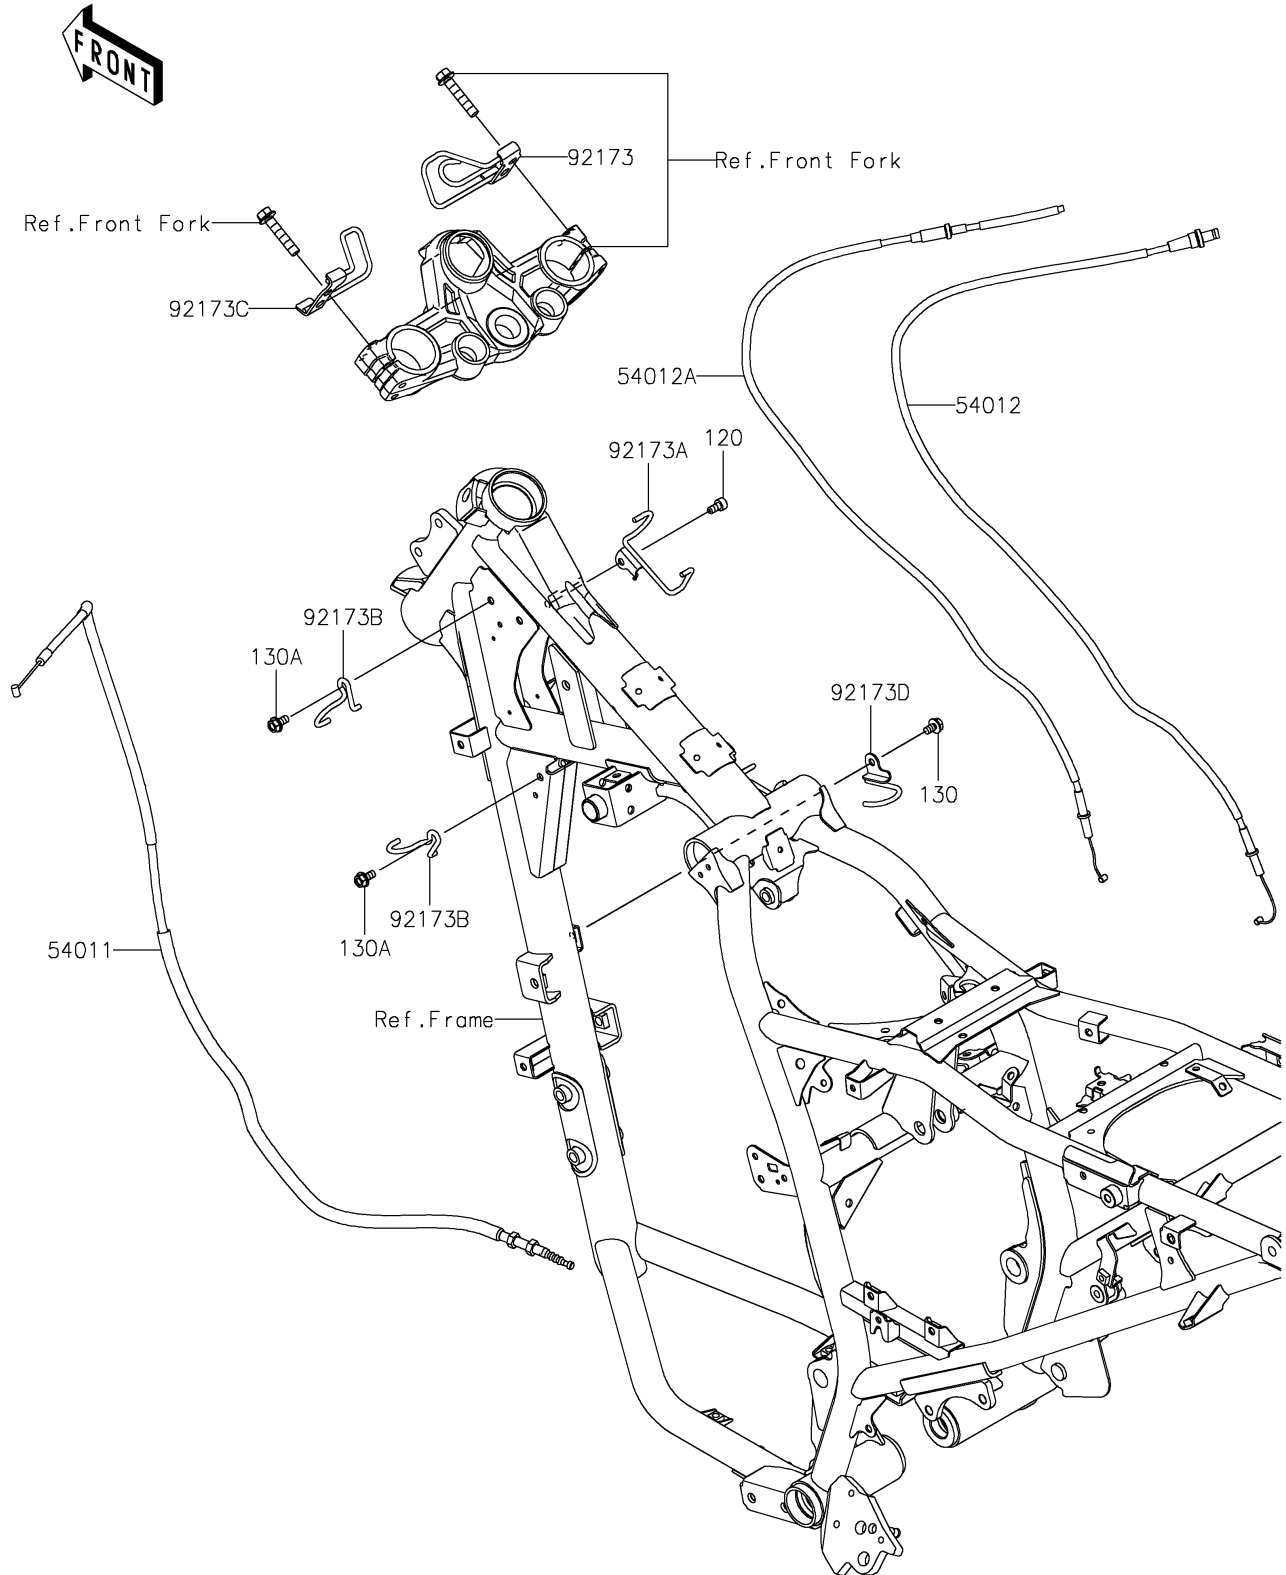 FRONT
92173
Ref.Front Fork
Ref.Front Fork
92173C
54012A
54012
92173A
120
92173B
130A
92173D
130
92173B
130A
54011
Ref.Frame